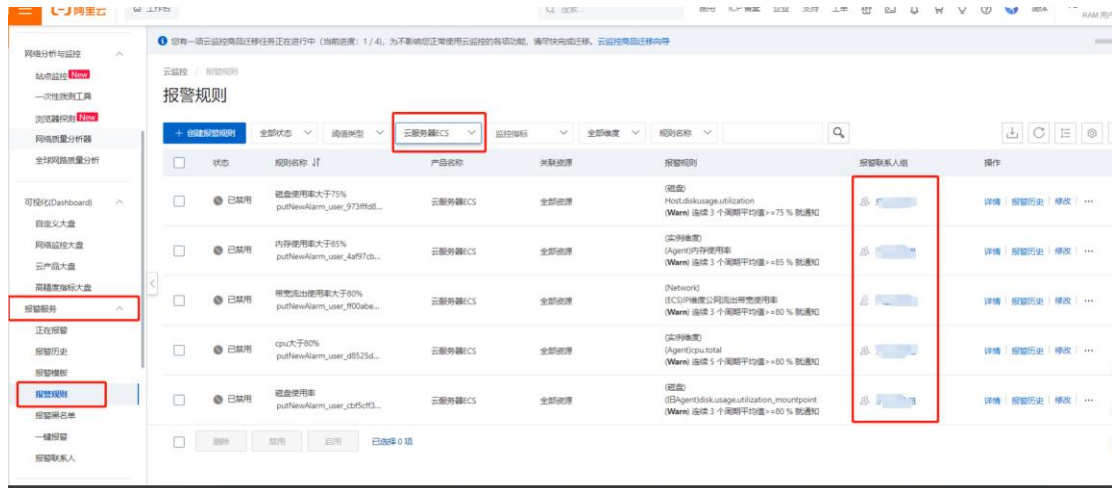 阿里云
工作台
搜索...
费用 ICP 备案 企业 支持 工单
RAM 用户
您有一项云监控商品迁移任务正在进行中（当前进度：1 / 4），为不影响您正常使用云监控的各项功能，请尽快完成迁移。云监控商品迁移向导
网络分析与监控
站点监控 New
一次性拨测工具
浏览器探测 New
网络质量分析器
全球网路质量分析
可视化(Dashboard)
自定义大盘
网络监控大盘
云产品大盘
高精度指标大盘
报警服务
正在报警
报警历史
报警模板
报警规则
报警黑名单
一键报警
报警联系人
云监控 / 报警规则
报警规则
+ 创建报警规则 全部状态 阈值类型 云服务器ECS 监控指标 全部维度 规则名称
状态 规则名称 产品名称 关联资源 报警规则 报警联系人组 操作
已禁用 磁盘使用率大于75% putNewAlarm_user_973fffd8... 云服务器ECS 全部资源
(磁盘)
Host.diskusage.utilization
(Warn) 连续 3 个周期平均值>=75 % 就通知
详情 报警历史 修改 ···
已禁用 内存使用率大于85% putNewAlarm_user_4af97cb... 云服务器ECS 全部资源
(实例维度)
(Agent)内存使用率
(Warn) 连续 3 个周期平均值>=85 % 就通知
详情 报警历史 修改 ···
已禁用 带宽流出使用率大于80% putNewAlarm_user_ff00abe... 云服务器ECS 全部资源
(Network)
(ECS)IP维度公网流出带宽使用率
(Warn) 连续 3 个周期平均值>=80 % 就通知
详情 报警历史 修改 ···
已禁用 cpu大于80% putNewAlarm_user_d8525d... 云服务器ECS 全部资源
(实例维度)
(Agent)cpu.total
(Warn) 连续 5 个周期平均值>=80 % 就通知
详情 报警历史 修改 ···
已禁用 磁盘使用率 putNewAlarm_user_cbf5cff3... 云服务器ECS 全部资源
(磁盘)
(旧Agent)disk.usage.utilization_mountpoint
(Warn) 连续 3 个周期平均值>=80 % 就通知
详情 报警历史 修改 ···
删除 禁用 启用 已选择 0 项